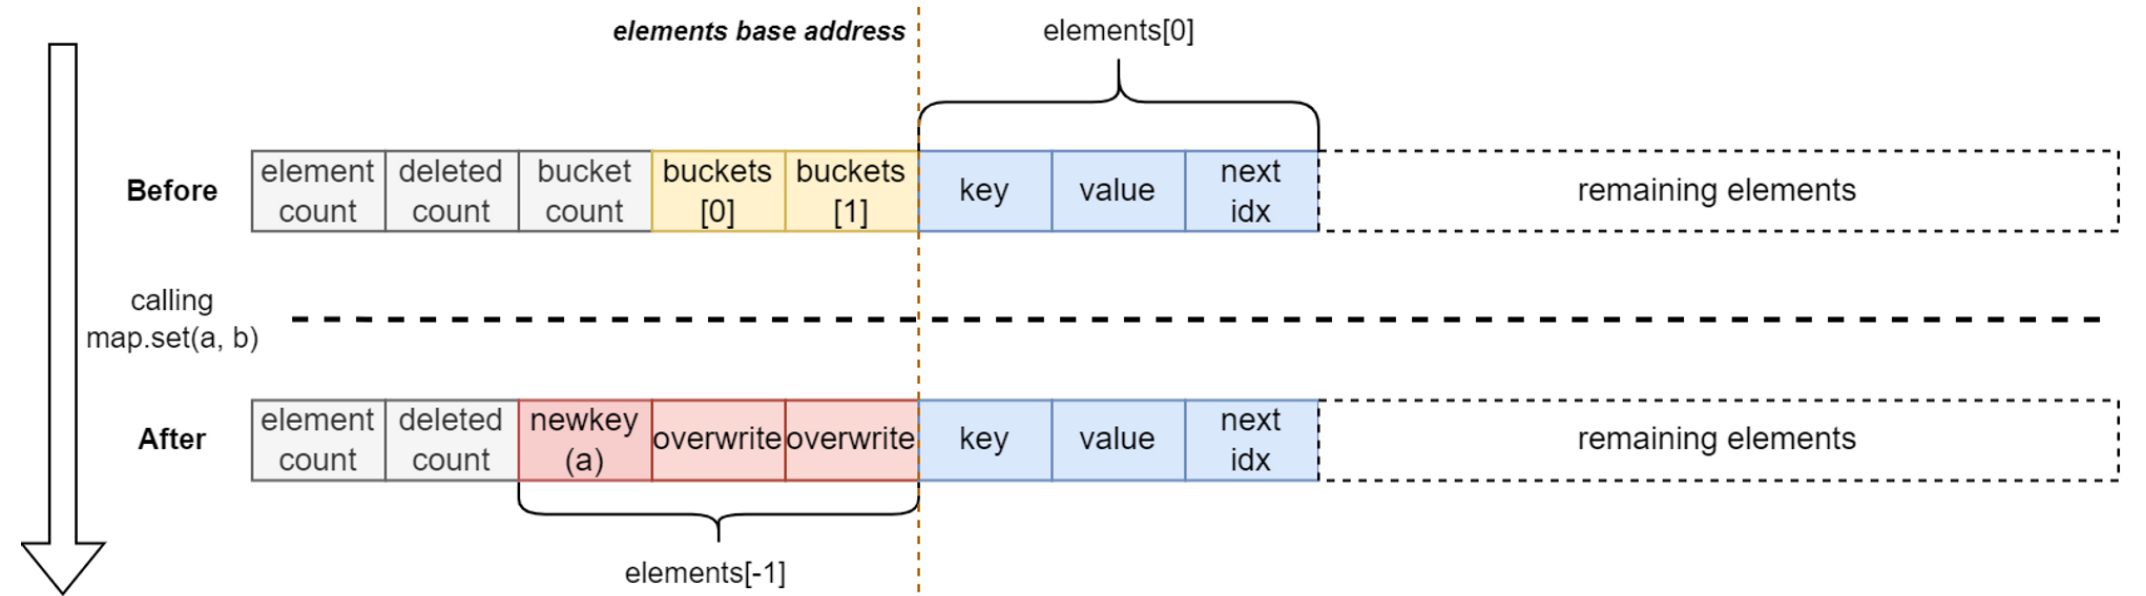 elements base address
elements[0]
Before
element
count
deleted
count
bucket
count
buckets
[0]
buckets
[1]
key
value
next
idx
remaining elements
calling
map.set(a, b)
After
element
count
deleted
count
newkey
(a)
overwrite
overwrite
key
value
next
idx
remaining elements
elements[-1]